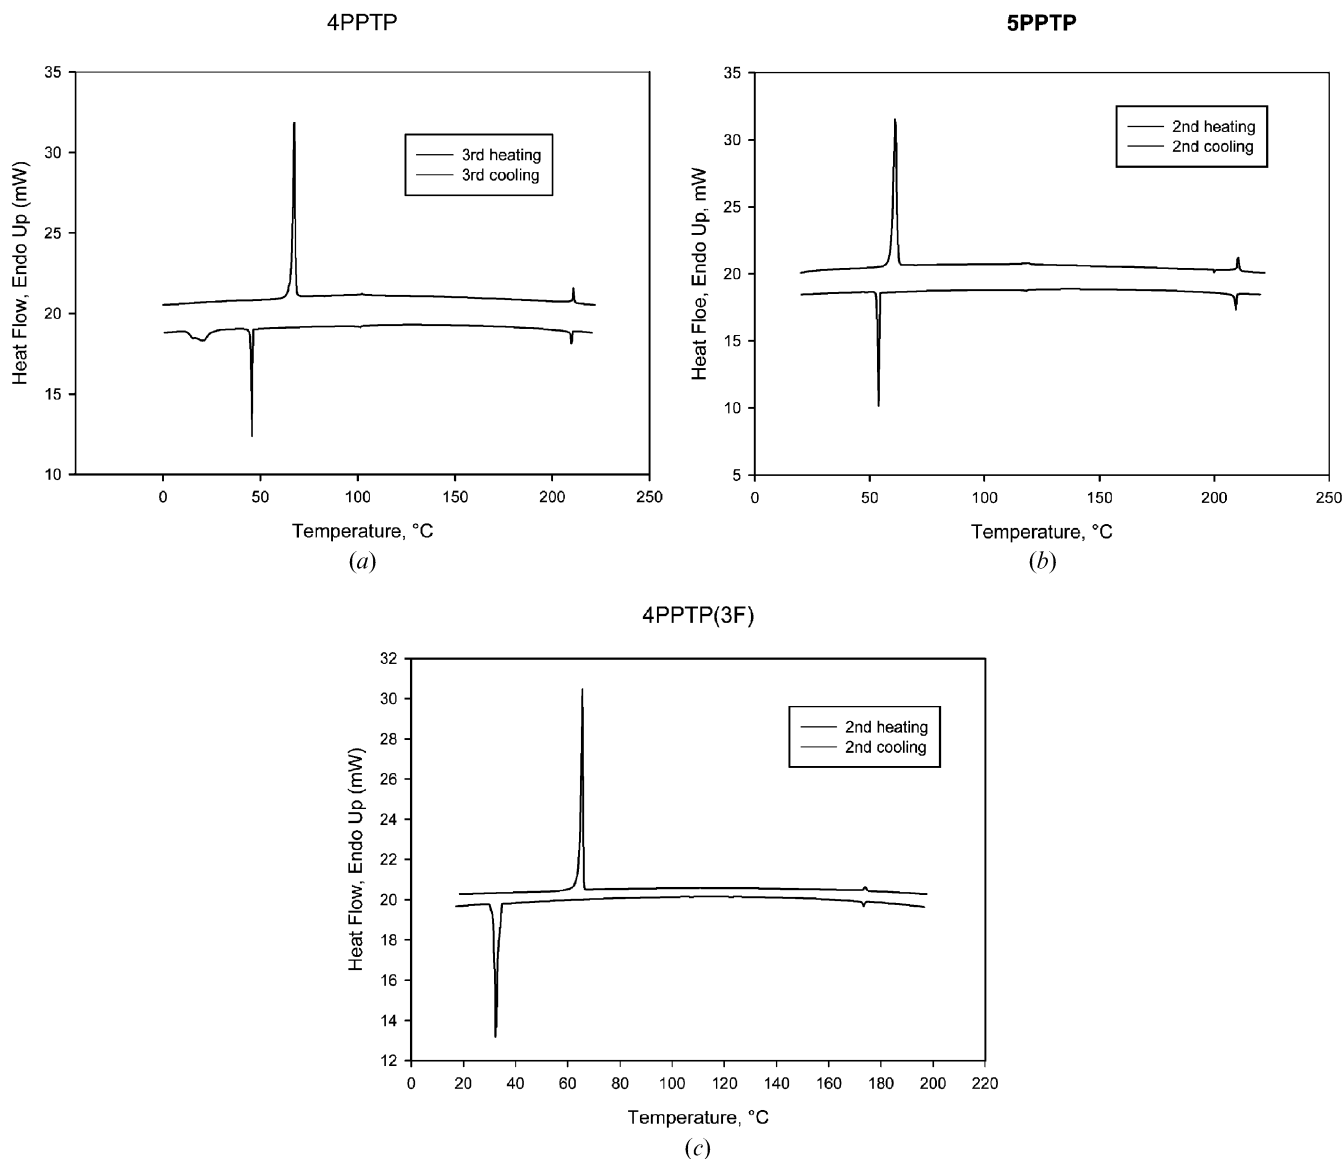 4PPTP
35
30
25
20
15
10
Heat Flow, Endo Up (mW)
3rd heating
3rd cooling
0 50 100 150 200 250
Temperature, °C
(a)
5PPTP
35
30
25
20
15
10
5
Heat Floe, Endo Up, mW
2nd heating
2nd cooling
0 50 100 150 200 250
Temperature, °C
(b)
4PPTP(3F)
32
30
28
26
24
22
20
18
16
14
12
Heat Flow, Endo Up (mW)
2nd heating
2nd cooling
0 20 40 60 80 100 120 140 160 180 200 220
Temperature, °C
(c)